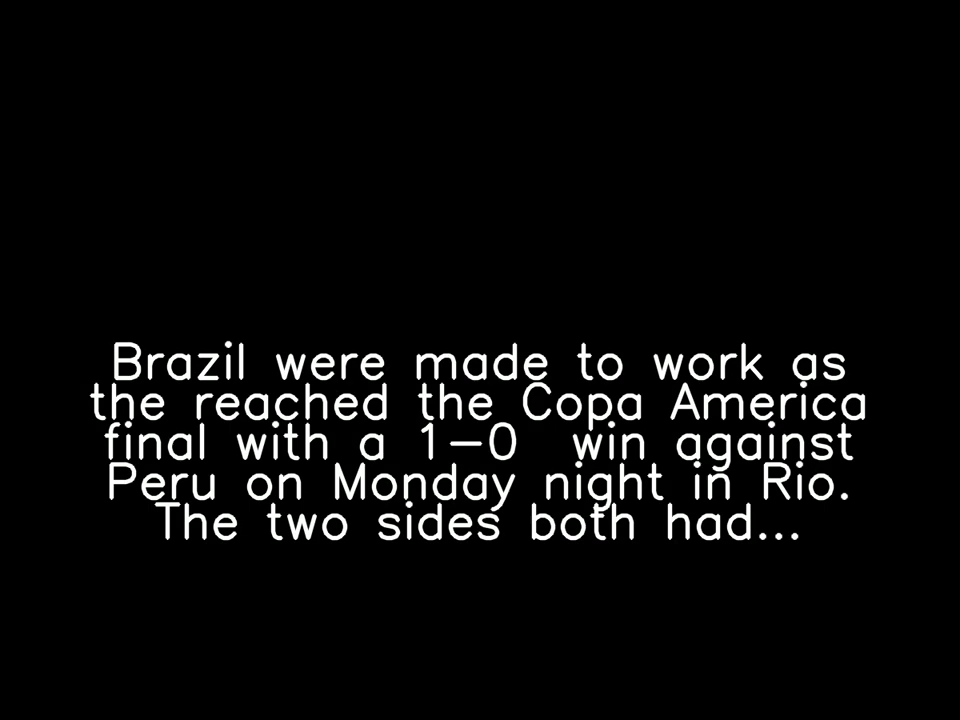 Brazil were made to work as
the reached the Copa America
final with a 1-0  win against
Peru on Monday night in Rio.
The two sides both had...